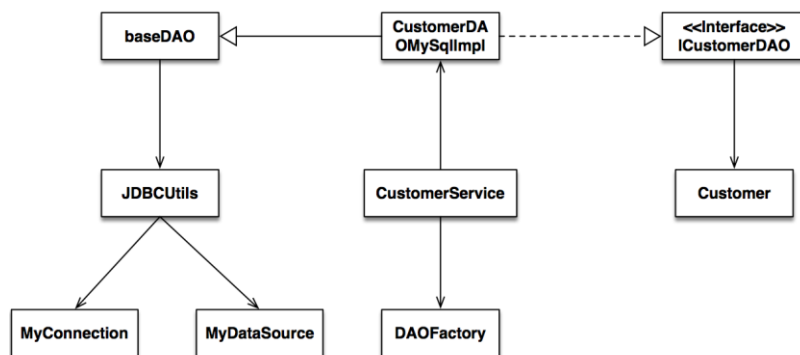 baseDAO
CustomerDA
OMySqlImpl
<<Interface>>
ICustomerDAO
JDBCUtils
CustomerService
Customer
MyConnection
MyDataSource
DAOFactory